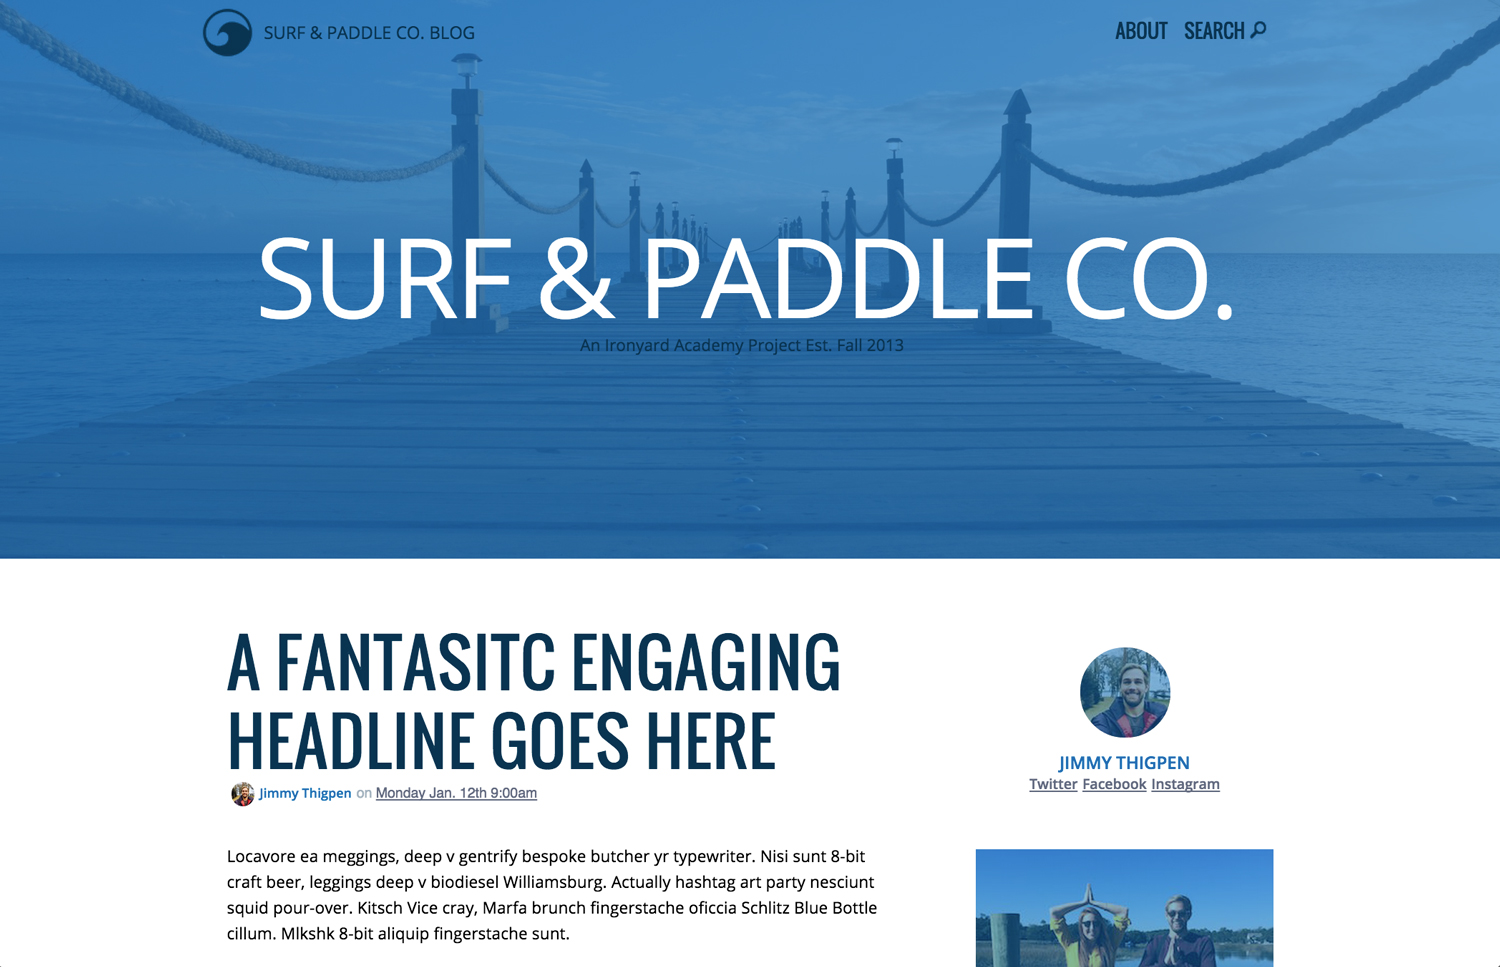 SURF & PADDLE CO. BLOG
ABOUT SEARCH
SURF & PADDLE CO.
An Ironyard Academy Project Est. Fall 2013
A FANTASITC ENGAGING
HEADLINE GOES HERE
Jimmy Thigpen on Monday Jan. 12th 9:00am
Locavore ea meggings, deep v gentrify bespoke butcher yr typewriter. Nisi sunt 8-bit
craft beer, leggings deep v biodiesel Williamsburg. Actually hashtag art party nesciunt
squid pour-over. Kitsch Vice cray, Marfa brunch fingerstache oficcia Schlitz Blue Bottle
cillum. Mlkshk 8-bit aliquip fingerstache sunt.
JIMMY THIGPEN
Twitter Facebook Instagram